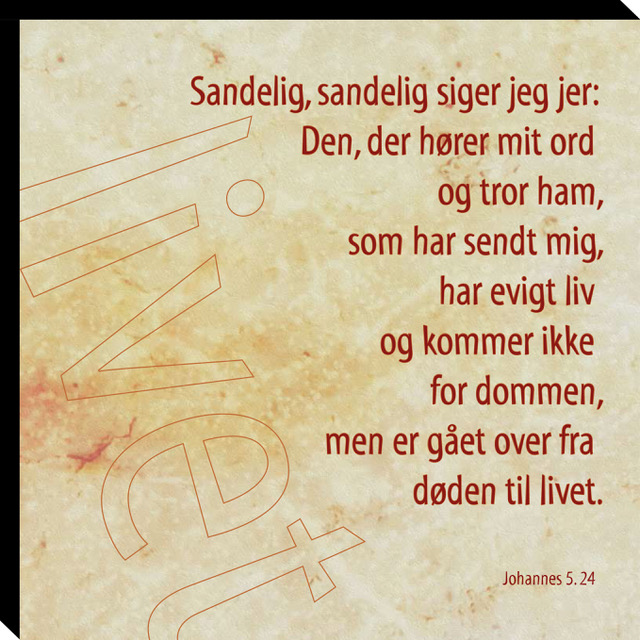 Sandelig, sandelig siger jeg jer:
Den, der hører mit ord
og tror ham,
som har sendt mig,
har evigt liv
og kommer ikke
for dommen,
men er gået over fra
døden til livet.
Johannes 5. 24
livet